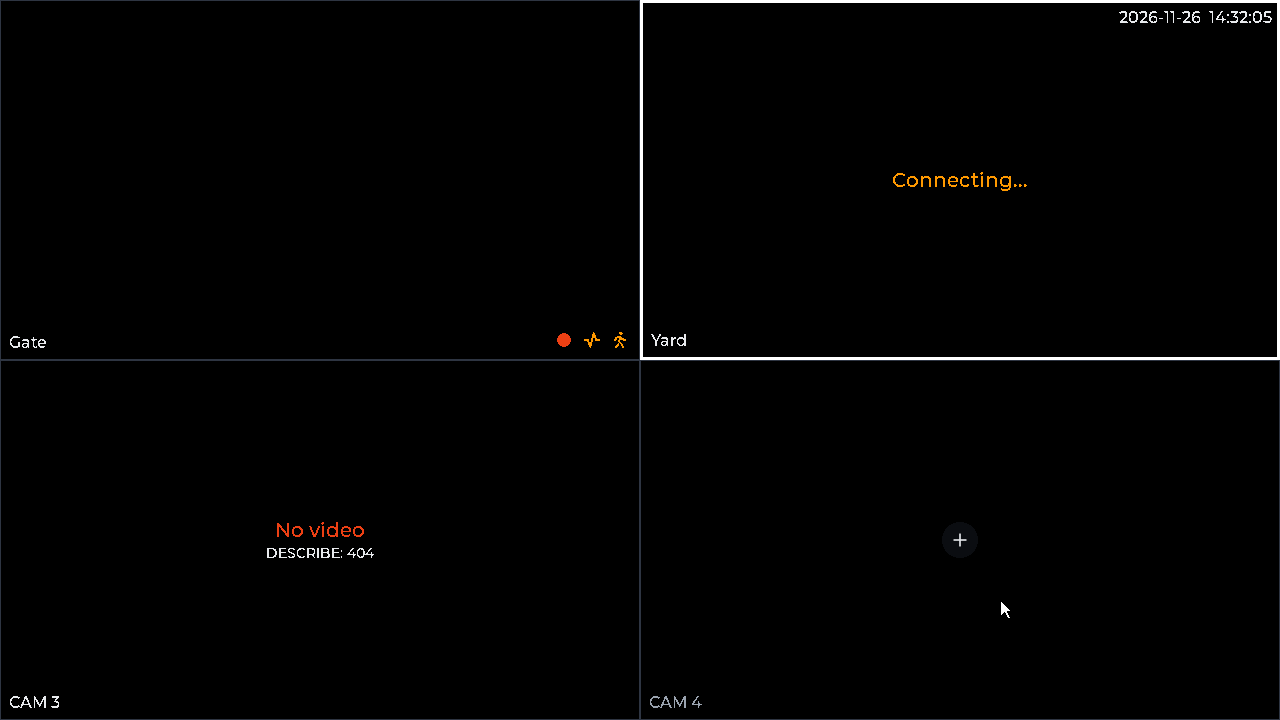 2026-11-26 14:32:05
Connecting...
Gate
Yard
No video
DESCRIBE: 404
CAM 3
CAM 4